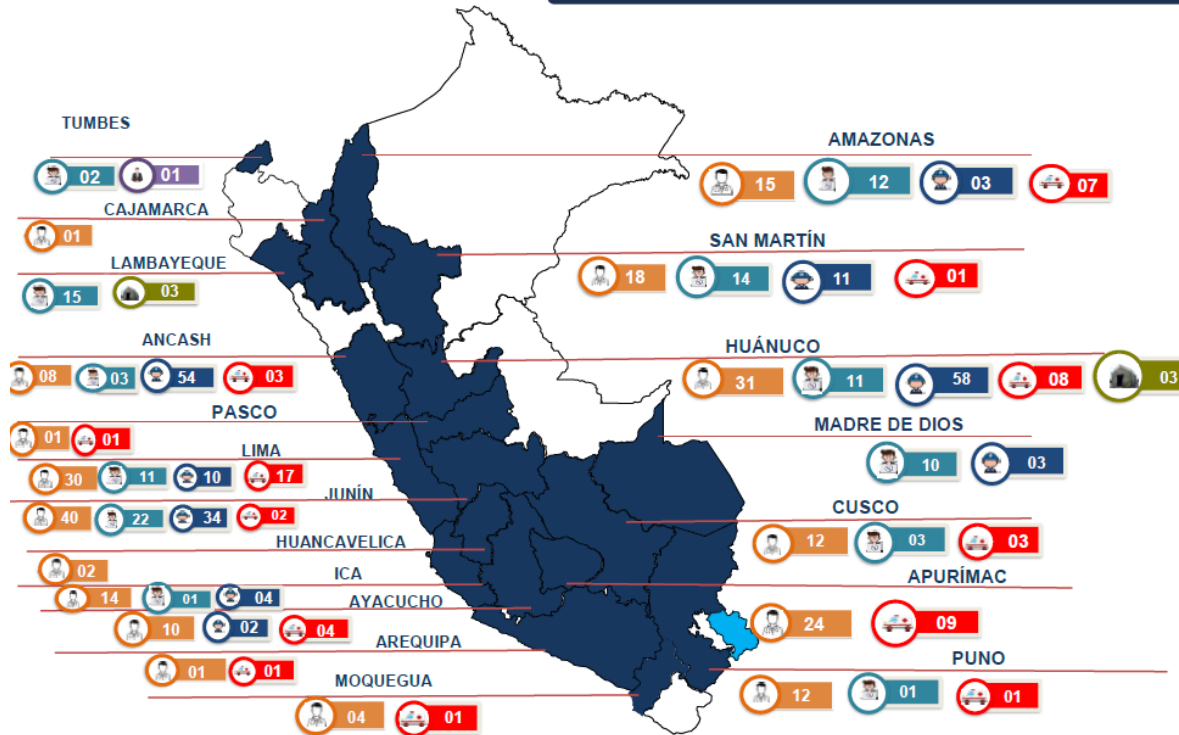 TUMBES
02 01
CAJAMARCA
01
LAMBAYEQUE
15 03
ANCASH
08 03 54 03
PASCO
01 01
LIMA
30 11 10 17
JUNÍN
40 22 34 02
HUANCAVELICA
02
ICA
14 01 04
AYACUCHO
10 02 04
AREQUIPA
01 01
MOQUEGUA
04 01
AMAZONAS
15 12 03 07
SAN MARTÍN
18 14 11 01
HUÁNUCO
31 11 58 08 03
MADRE DE DIOS
10 03
CUSCO
12 03 03
APURÍMAC
24 09
PUNO
12 01 01